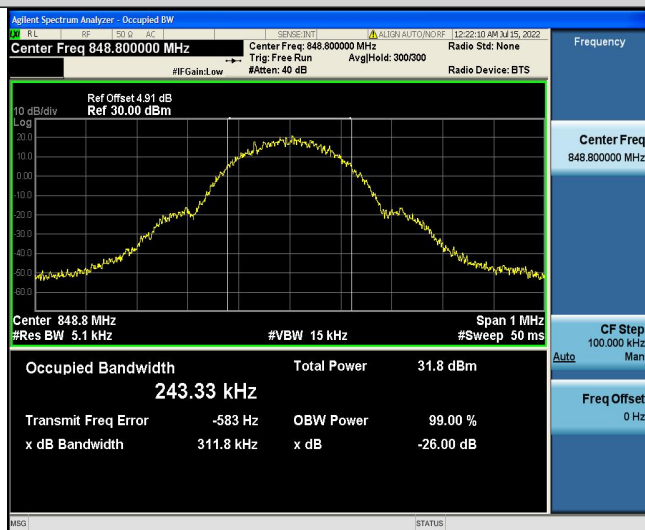 Agilent Spectrum Analyzer - Occupied BW
LXI RL RF 50 Ω AC SENSE:INT ALIGN AUTO/NORF 12:22:10 AM Jul 15, 2022
Center Freq 848.800000 MHz
Center Freq: 848.800000 MHz
Radio Std: None
Trig: Free Run Avg|Hold: 300/300
#IFGain:Low #Atten: 40 dB Radio Device: BTS
Frequency
Ref Offset 4.91 dB
10 dB/div Ref 30.00 dBm
Log
20.0
10.0
0.00
-10.0
-20.0
-30.0
-40.0
-50.0
-60.0
Center 848.8 MHz Span 1 MHz
#Res BW 5.1 kHz #VBW 15 kHz #Sweep 50 ms
Occupied Bandwidth Total Power 31.8 dBm
243.33 kHz
Transmit Freq Error -583 Hz OBW Power 99.00 %
x dB Bandwidth 311.8 kHz x dB -26.00 dB
Center Freq
848.800000 MHz
CF Step
100.000 kHz
Auto Man
Freq Offset
0 Hz
MSG STATUS